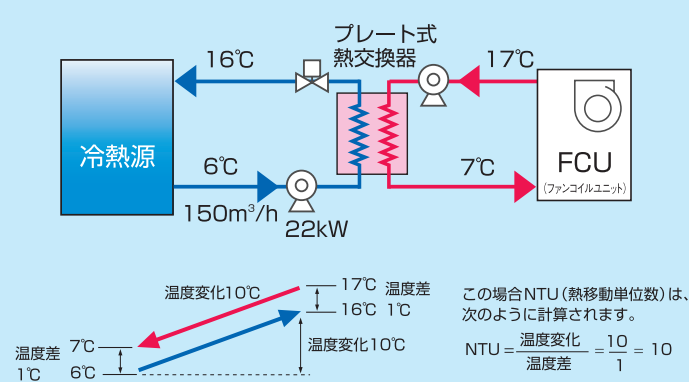 プレート式
熱交換器
16℃
17℃
冷熱源
6℃
7℃
FCU
(ファンコイルユニット)
150m³/h
22kW
温度変化10℃
17℃ 温度差
16℃ 1℃
温度変化10℃
温度差 7℃
1℃ 6℃
この場合NTU(熱移動単位数)は、
次のように計算されます。
NTU = 温度変化 / 温度差 = 10 / 1 = 10